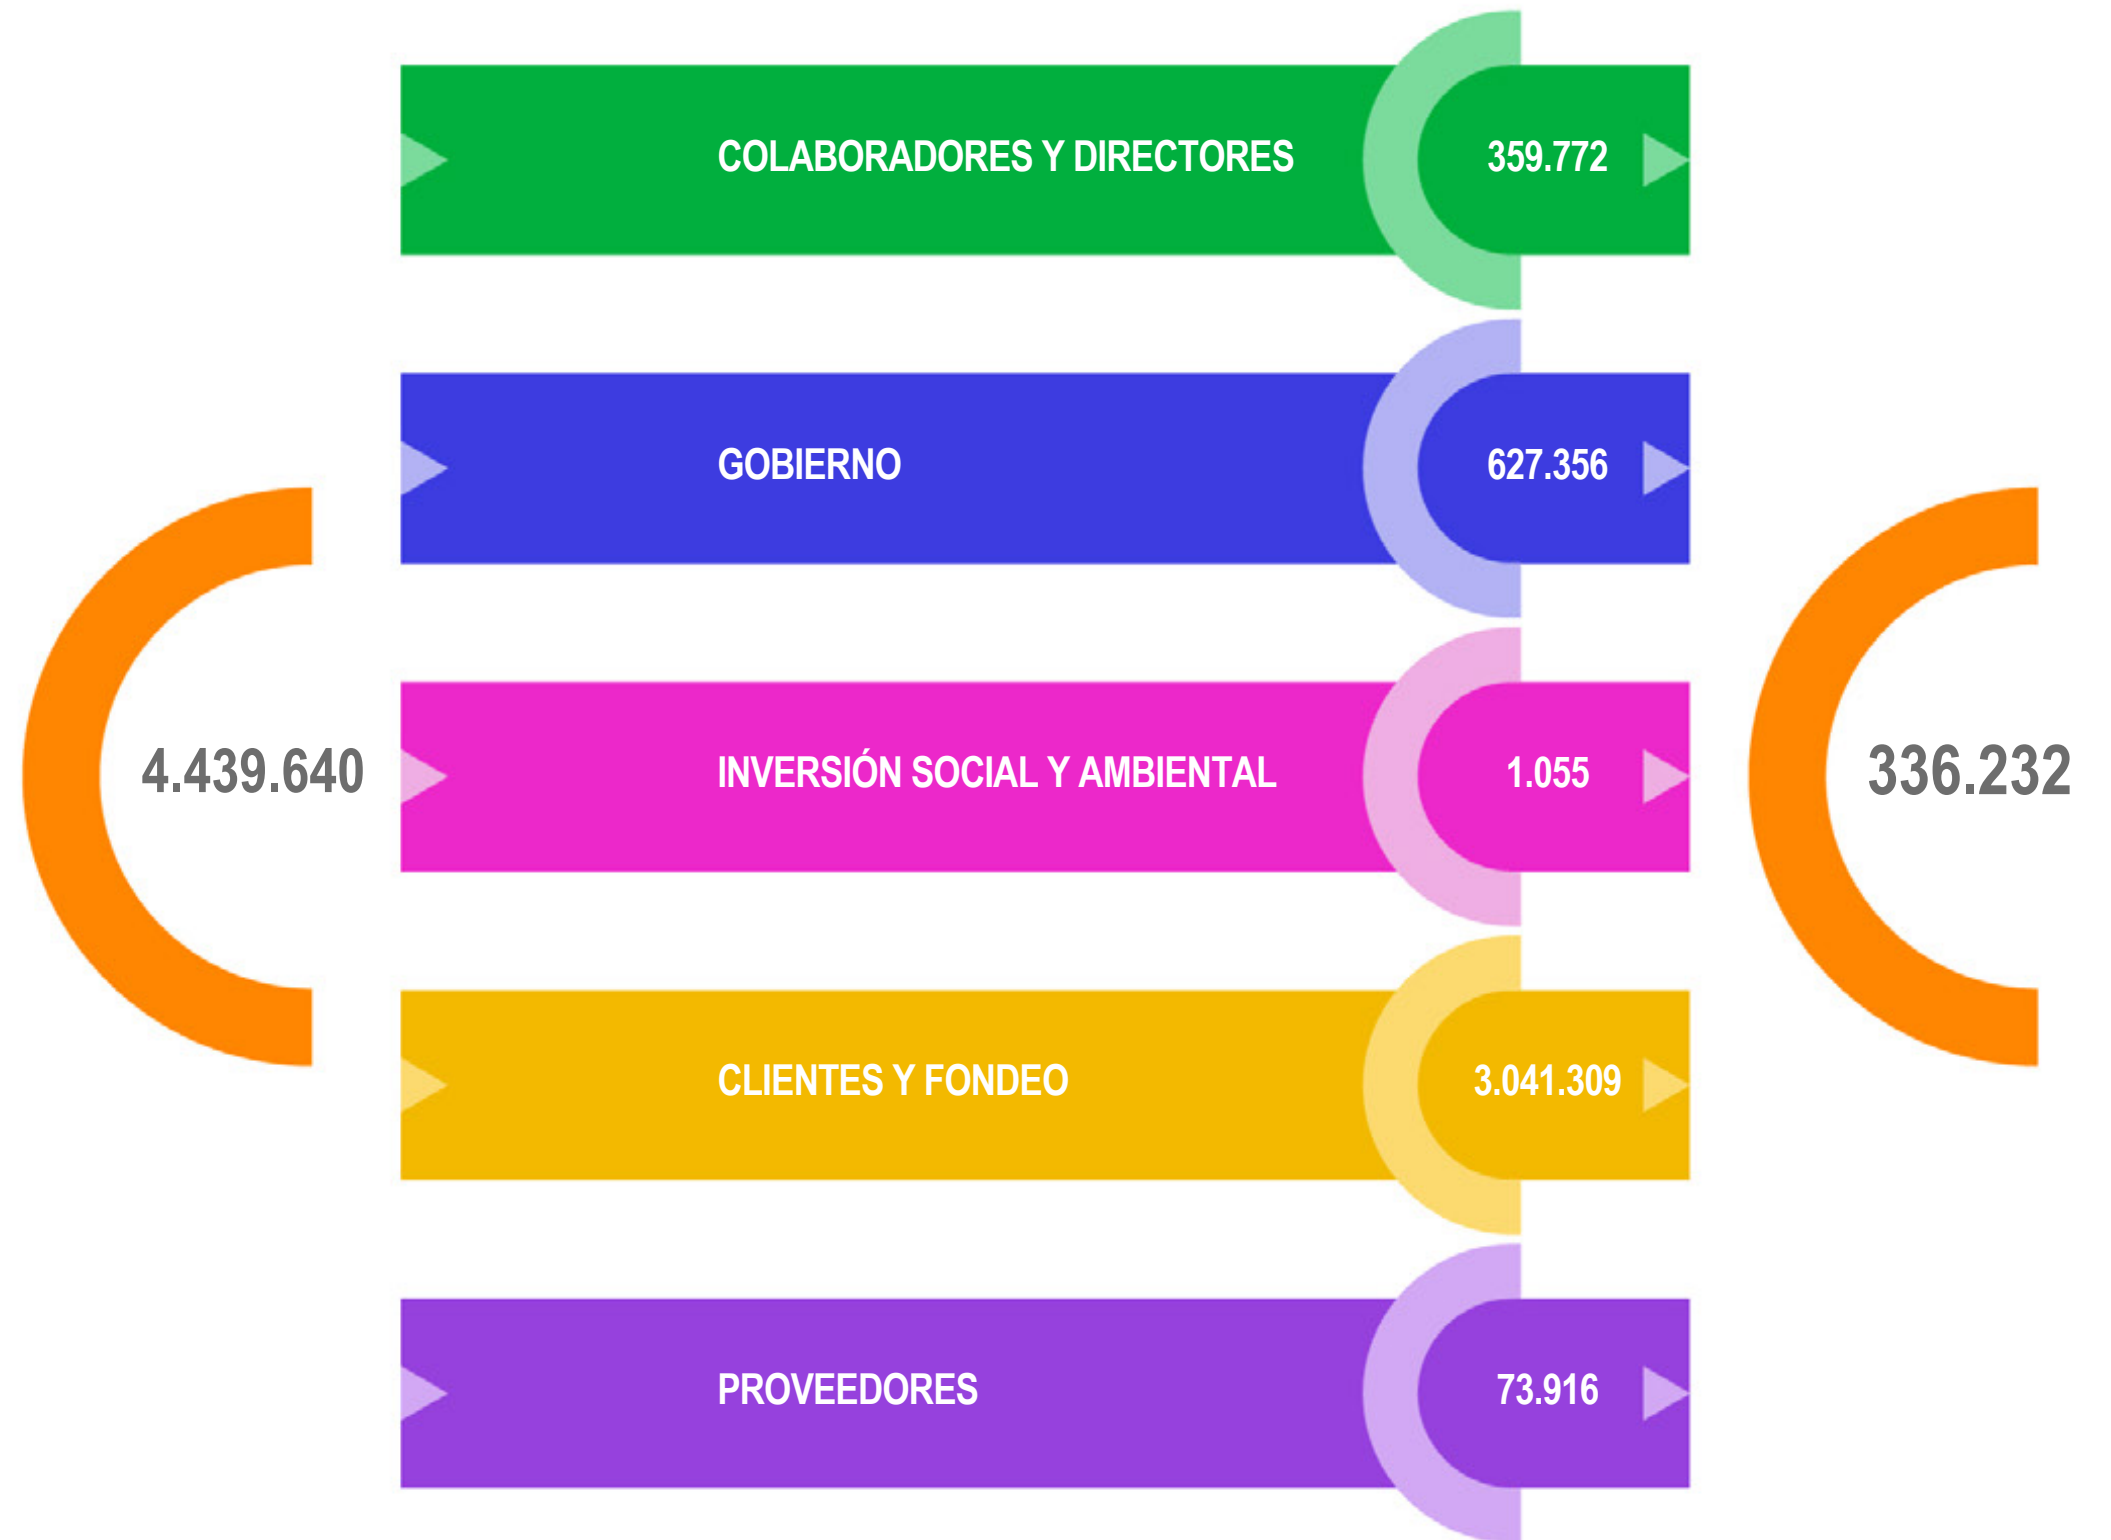 COLABORADORES Y DIRECTORES 359.772
GOBIERNO 627.356
4.439.640
INVERSIÓN SOCIAL Y AMBIENTAL 1.055
336.232
CLIENTES Y FONDEO 3.041.309
PROVEEDORES 73.916